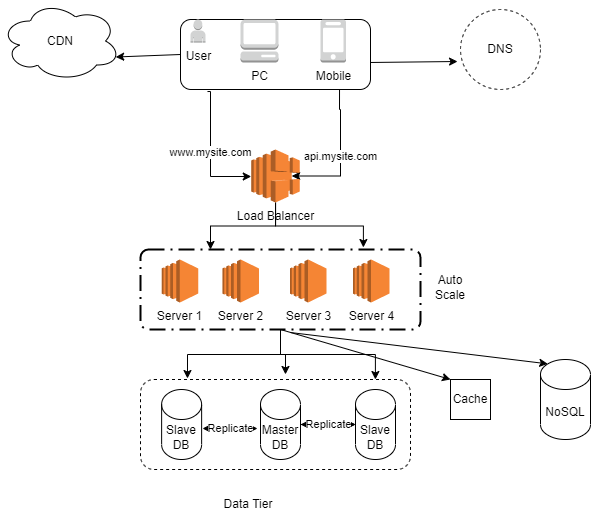 CDN
User
PC
Mobile
DNS
www.mysite.com
api.mysite.com
Load Balancer
Auto
Scale
Server 1
Server 2
Server 3
Server 4
Slave
DB
Replicate
Master
DB
Replicate
Slave
DB
Cache
NoSQL
Data Tier